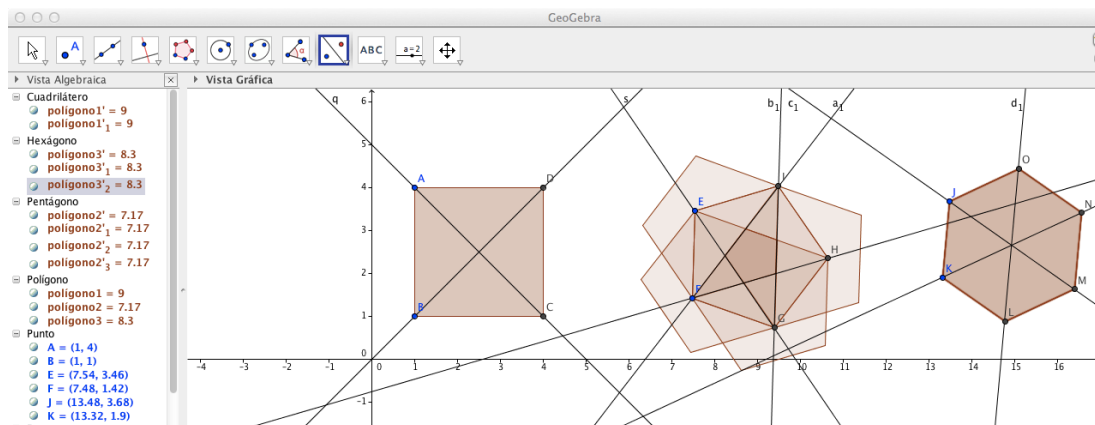 GeoGebra
A
ABC
a=2
Vista Algebraica
Vista Gráfica
Cuadrilátero
polígono1' = 9
polígono1'₁ = 9
Hexágono
polígono3' = 8.3
polígono3'₁ = 8.3
polígono3'₂ = 8.3
Pentágono
polígono2' = 7.17
polígono2'₁ = 7.17
polígono2'₂ = 7.17
polígono2'₃ = 7.17
Polígono
polígono1 = 9
polígono2 = 7.17
polígono3 = 8.3
Punto
A = (1, 4)
B = (1, 1)
E = (7.54, 3.46)
F = (7.48, 1.42)
J = (13.48, 3.68)
K = (13.32, 1.9)
q s b₁ c₁ a₁ d₁
6
5
4
3
2
1
0
-1
-4 -3 -2 -1 0 1 2 3 4 5 6 7 8 9 10 11 12 13 14 15 16
A D
B C
E I
F H
G
O
J N
K M
L